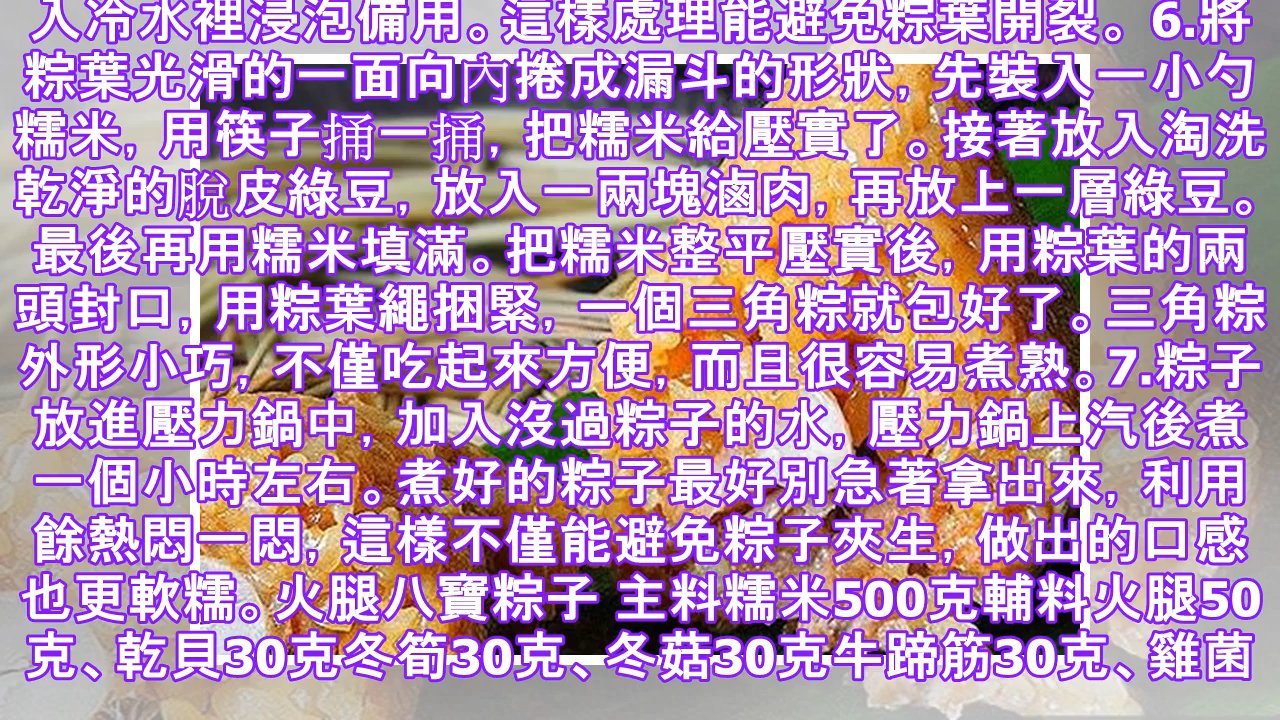 入冷水裡浸泡備用。這樣處理能避免粽葉開裂。6.將
粽葉光滑的一面向內捲成漏斗的形狀, 先裝入一小勺
糯米, 用筷子捅一捅, 把糯米給壓實了。接著放入淘洗
乾淨的脫皮綠豆, 放入一兩塊滷肉, 再放上一層綠豆。
最後再用糯米填滿。把糯米整平壓實後, 用粽葉的兩
頭封口, 用粽葉繩捆緊, 一個三角粽就包好了。三角粽
外形小巧, 不僅吃起來方便, 而且很容易煮熟。7.粽子
放進壓力鍋中, 加入沒過粽子的水, 壓力鍋上汽後煮
一個小時左右。煮好的粽子最好別急著拿出來, 利用
餘熱悶一悶, 這樣不僅能避免粽子夾生, 做出的口感
也更軟糯。火腿八寶粽子 主料糯米500克輔料火腿50
克、乾貝30克冬筍30克、冬菇30克牛蹄筋30克、雞菌